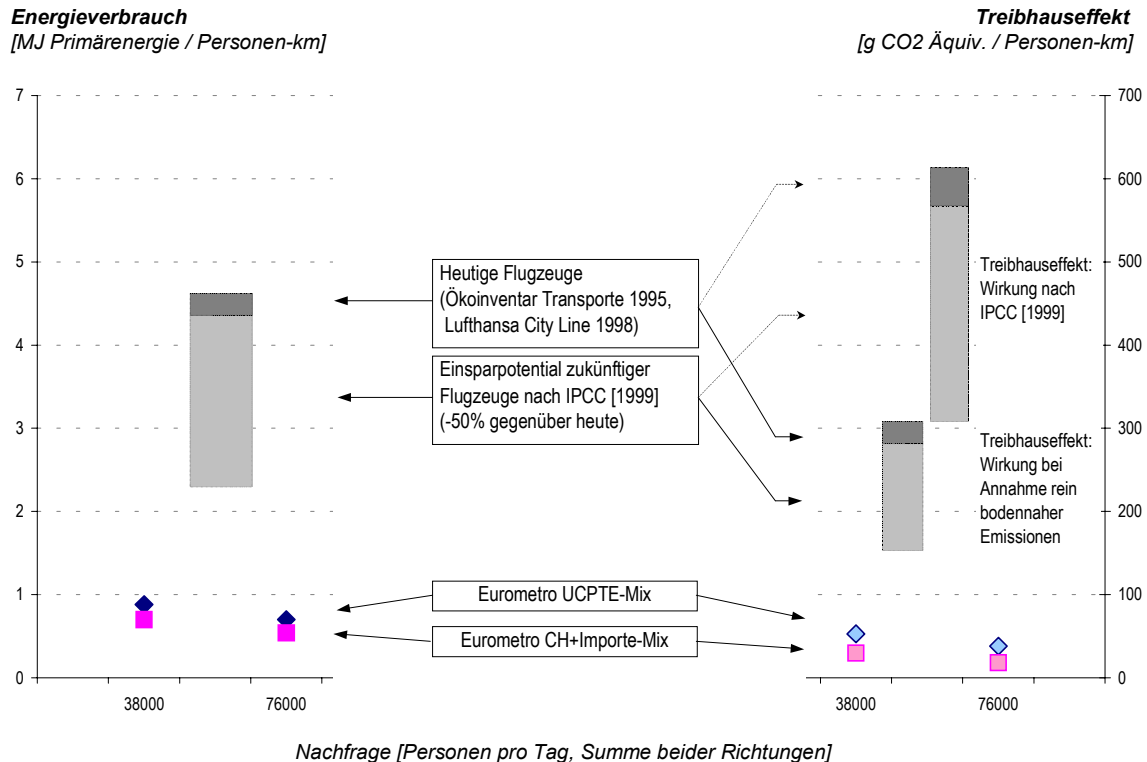 Energieverbrauch
[MJ Primärenergie / Personen-km]
Treibhauseffekt
[g CO2 Äquiv. / Personen-km]
7
6
5
4
3
2
1
0
38000
76000
Heutige Flugzeuge
(Ökoinventar Transporte 1995,
Lufthansa City Line 1998)
Einsparpotential zukünftiger
Flugzeuge nach IPCC [1999]
(-50% gegenüber heute)
Eurometro UCPTE-Mix
Eurometro CH+Importe-Mix
Treibhauseffekt:
Wirkung nach
IPCC [1999]
Treibhauseffekt:
Wirkung bei
Annahme rein
bodennaher
Emissionen
700
600
500
400
300
200
100
0
38000
76000
Nachfrage [Personen pro Tag, Summe beider Richtungen]